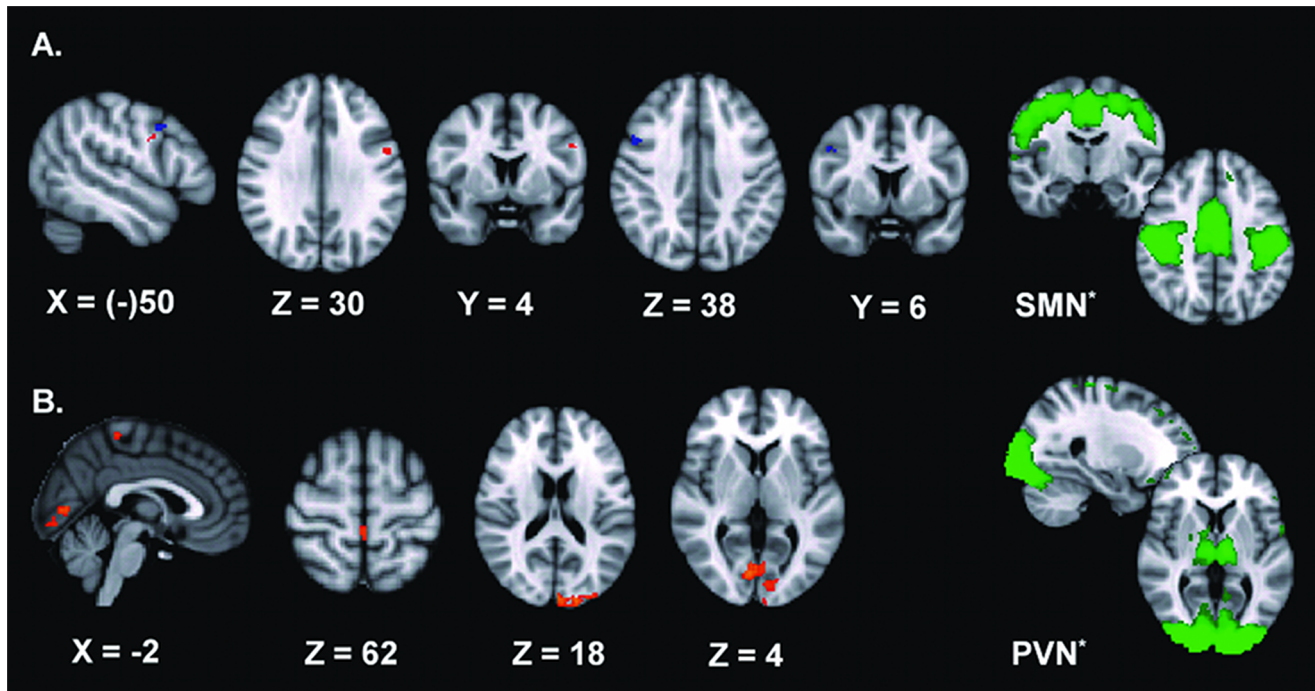 A.
X = (-)50
Z = 30
Y = 4
Z = 38
Y = 6
SMN*
B.
X = -2
Z = 62
Z = 18
Z = 4
PVN*